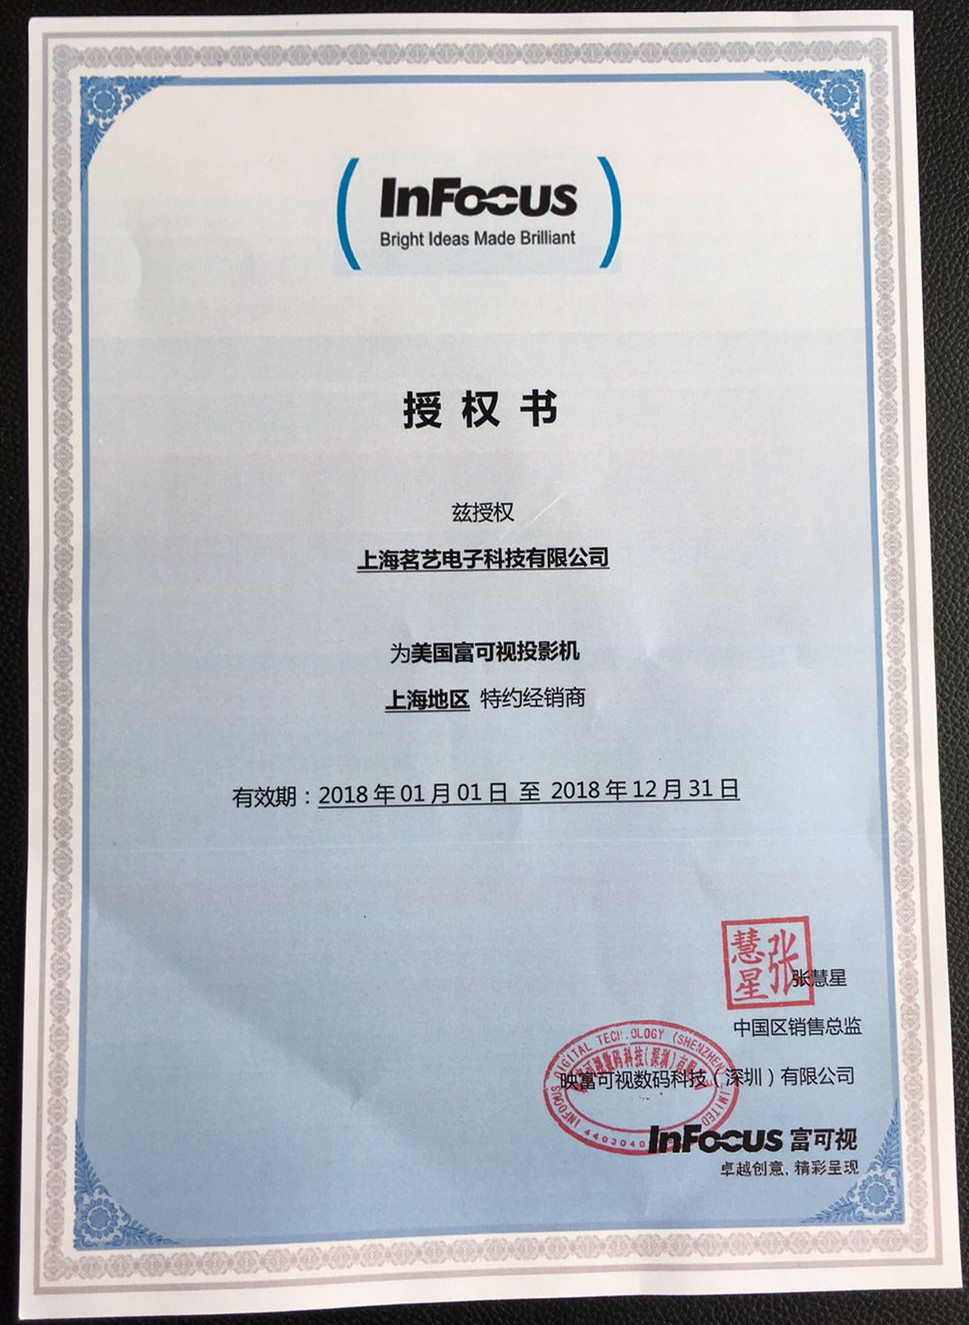 InFocus
Bright Ideas Made Brilliant
授权书
兹授权
上海茗艺电子科技有限公司
为美国富可视投影机
上海地区 特约经销商
有效期：2018年01月01日 至 2018年12月31日
张慧星
张慧星
中国区销售总监
INFOCUS DIGITAL TECHNOLOGY (SHENZHEN) LIMITED
映富可视数码科技（深圳）有限公司
InFocus 富可视
卓越创意, 精彩呈现